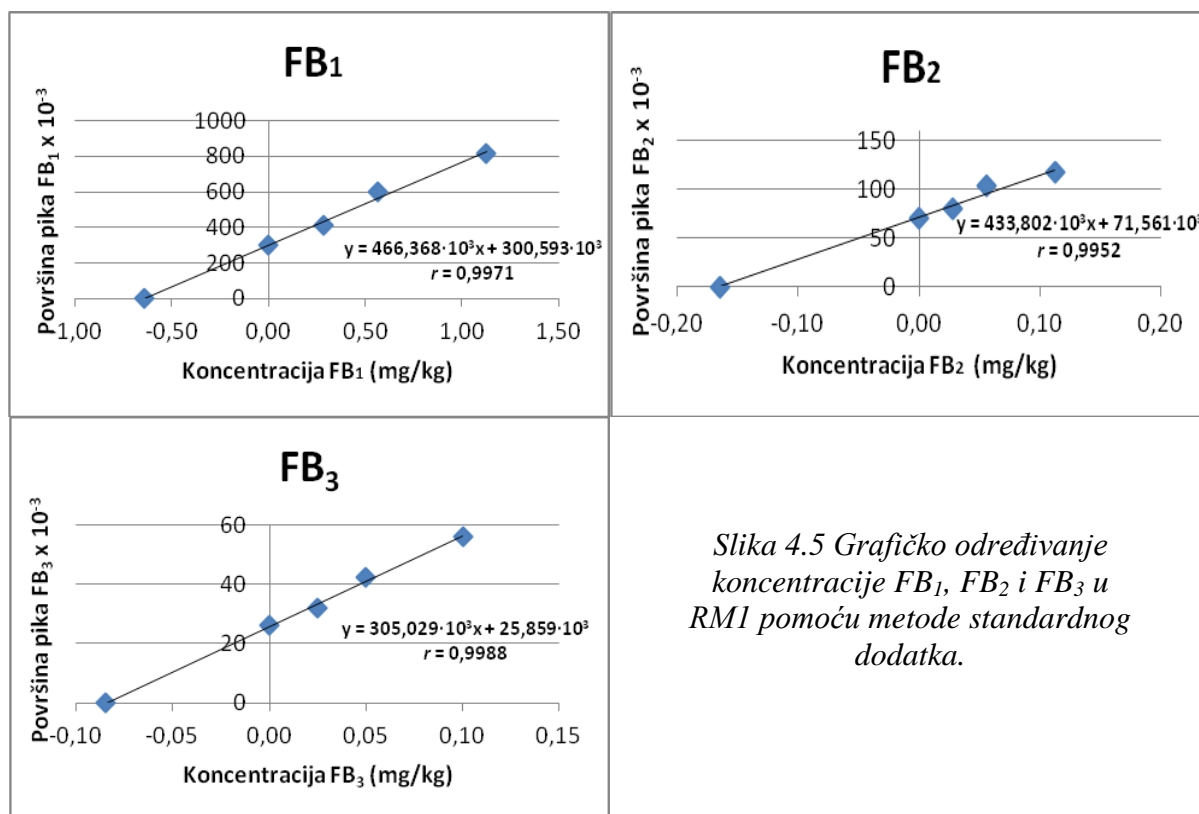 FB₁
Površina pika FB₁ x 10⁻³
1000
800
600
400
200
0
-1,00 -0,50 0,00 0,50 1,00 1,50
y = 466,368·10³x + 300,593·10³
r = 0,9971
Koncentracija FB₁ (mg/kg)
FB₂
Površina pika FB₂ x 10⁻³
150
100
50
0
-0,20 -0,10 0,00 0,10 0,20
y = 433,802·10³x + 71,561·10³
r = 0,9952
Koncentracija FB₂ (mg/kg)
FB₃
Površina pika FB₃ x 10⁻³
60
40
20
0
-0,10 -0,05 0,00 0,05 0,10 0,15
y = 305,029·10³x + 25,859·10³
r = 0,9988
Koncentracija FB₃ (mg/kg)
Slika 4.5 Grafičko određivanje
koncentracije FB₁, FB₂ i FB₃ u
RM1 pomoću metode standardnog
dodatka.